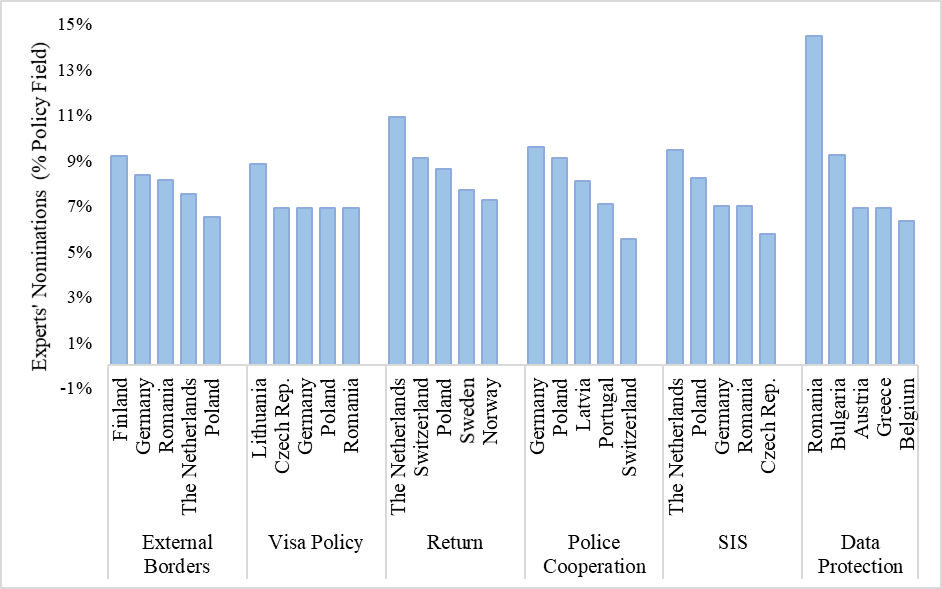 Experts' Nominations (% Policy Field)
15%
13%
11%
9%
7%
5%
3%
1%
-1%
Finland
Germany
Romania
The Netherlands
Poland
Lithuania
Czech Rep.
Germany
Poland
Romania
The Netherlands
Switzerland
Poland
Sweden
Norway
Germany
Poland
Latvia
Portugal
Switzerland
The Netherlands
Poland
Germany
Romania
Czech Rep.
Romania
Bulgaria
Austria
Greece
Belgium
External
Borders
Visa Policy
Return
Police
Cooperation
SIS
Data
Protection